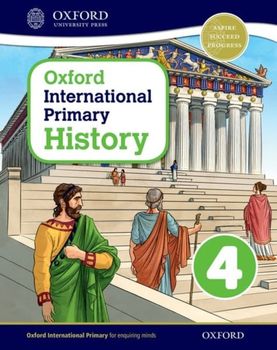 OXFORD
UNIVERSITY PRESS
ASPIRE
SUCCEED
PROGRESS
Oxford
International
Primary
History
4
Oxford International Primary for enquiring minds
OXFORD